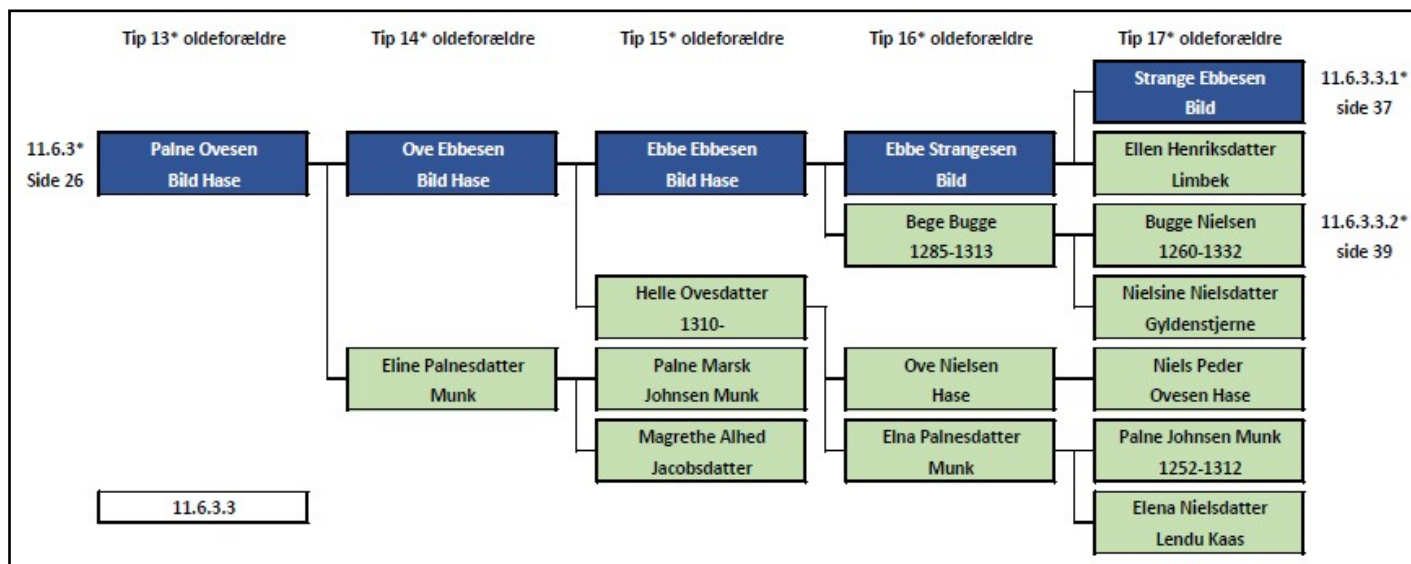 Tip 13* oldeforældre
Tip 14* oldeforældre
Tip 15* oldeforældre
Tip 16* oldeforældre
Tip 17* oldeforældre
11.6.3*
Side 26
Palne Ovesen
Bild Hase
Ove Ebbesen
Bild Hase
Eline Palnesdatter
Munk
Ebbe Ebbesen
Bild Hase
Helle Ovesdatter
1310-
Palne Marsk
Johnsen Munk
Magrethe Alhed
Jacobsdatter
Ebbe Strangesen
Bild
Bege Bugge
1285-1313
Ove Nielsen
Hase
Elna Palnesdatter
Munk
Strange Ebbesen
Bild
Ellen Henriksdatter
Limbek
Bugge Nielsen
1260-1332
Nielsine Nielsdatter
Gyldenstjerne
Niels Peder
Ovesen Hase
Palne Johnsen Munk
1252-1312
Elena Nielsdatter
Lendu Kaas
11.6.3.3.1*
side 37
11.6.3.3.2*
side 39
11.6.3.3